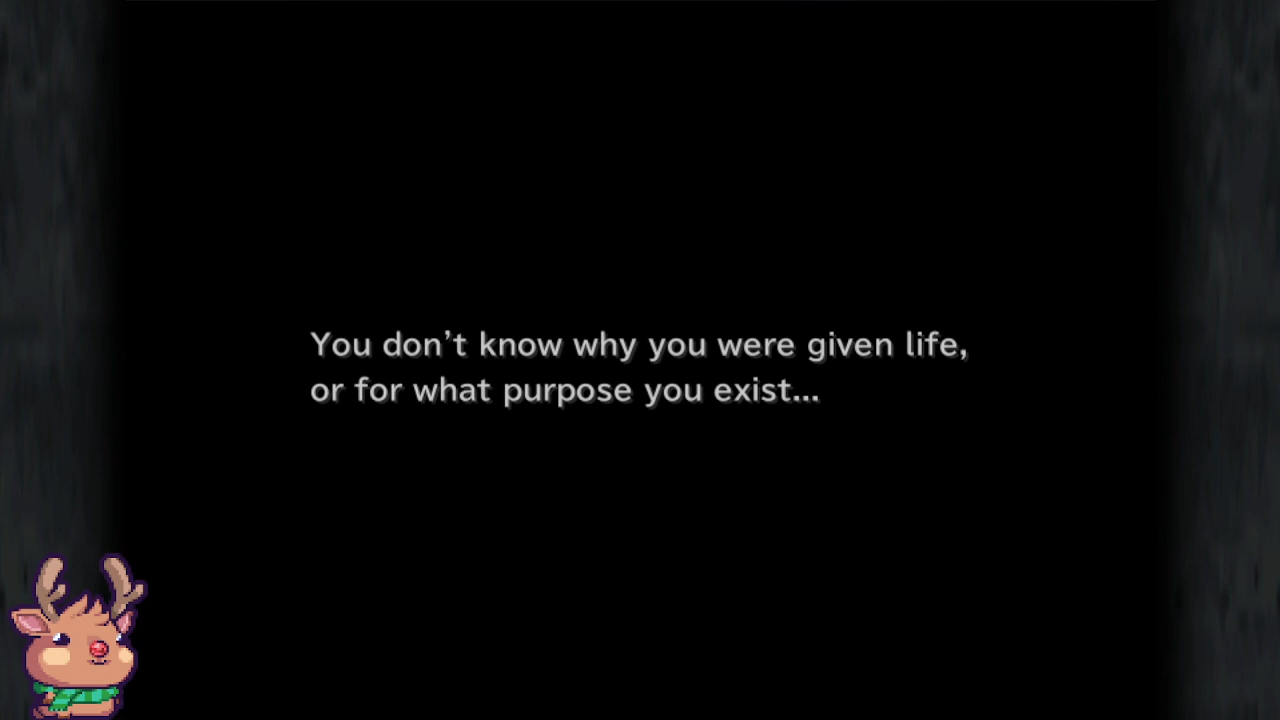 You don’t know why you were given life,
or for what purpose you exist...